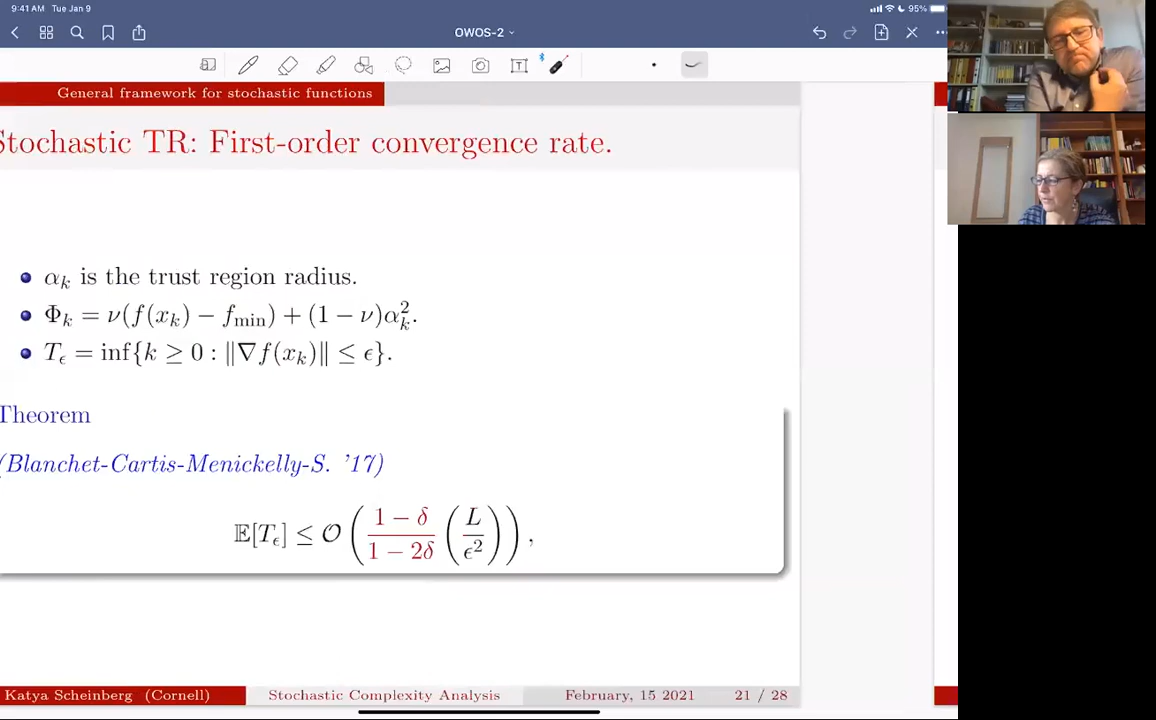 9:41 AM Tue Jan 9
95%
OWOS-2
General framework for stochastic functions
Stochastic TR: First-order convergence rate.
α_k is the trust region radius.
Φ_k = ν(f(x_k) − f_min) + (1 − ν)α_k^2.
T_ϵ = inf{k ≥ 0 : ‖∇f(x_k)‖ ≤ ϵ}.
Theorem
(Blanchet-Cartis-Menickelly-S. '17)
𝔼[T_ϵ] ≤ 𝒪 ( (1 − δ)/(1 − 2δ) ( L/ϵ^2 ) ) ,
Katya Scheinberg (Cornell) Stochastic Complexity Analysis February, 15 2021 21 / 28